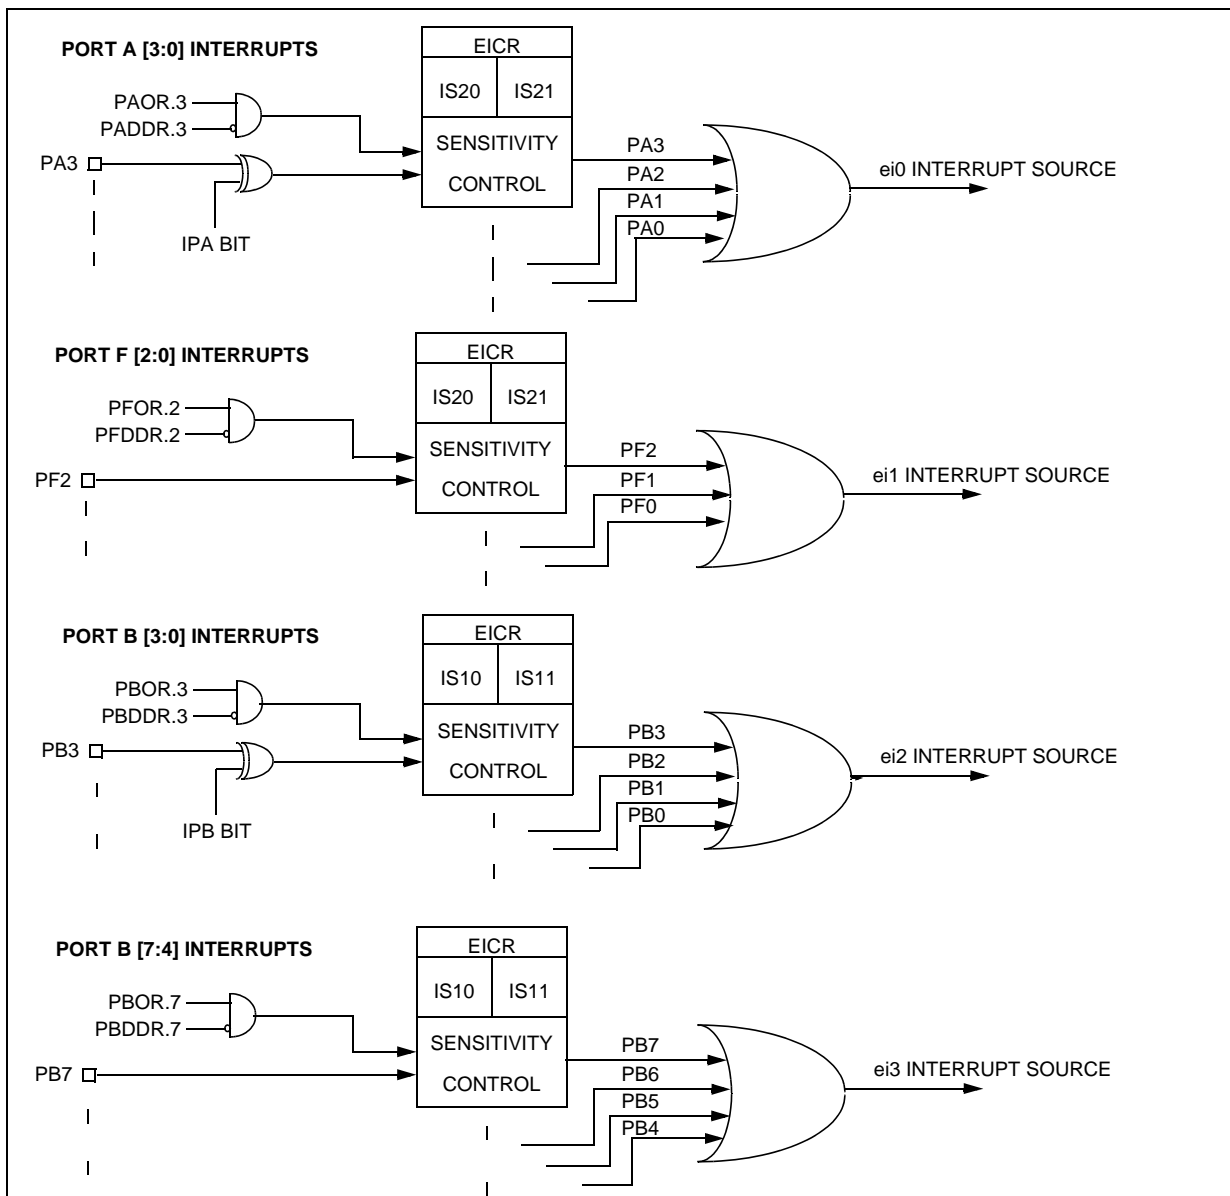 PORT A [3:0] INTERRUPTS
EICR
IS20 IS21
PAOR.3
PADDR.3
SENSITIVITY
CONTROL
PA3
IPA BIT
PA3
PA2
PA1
PA0
ei0 INTERRUPT SOURCE
PORT F [2:0] INTERRUPTS
EICR
IS20 IS21
PFOR.2
PFDDR.2
SENSITIVITY
CONTROL
PF2
PF2
PF1
PF0
ei1 INTERRUPT SOURCE
PORT B [3:0] INTERRUPTS
EICR
IS10 IS11
PBOR.3
PBDDR.3
SENSITIVITY
CONTROL
PB3
IPB BIT
PB3
PB2
PB1
PB0
ei2 INTERRUPT SOURCE
PORT B [7:4] INTERRUPTS
EICR
IS10 IS11
PBOR.7
PBDDR.7
SENSITIVITY
CONTROL
PB7
PB7
PB6
PB5
PB4
ei3 INTERRUPT SOURCE